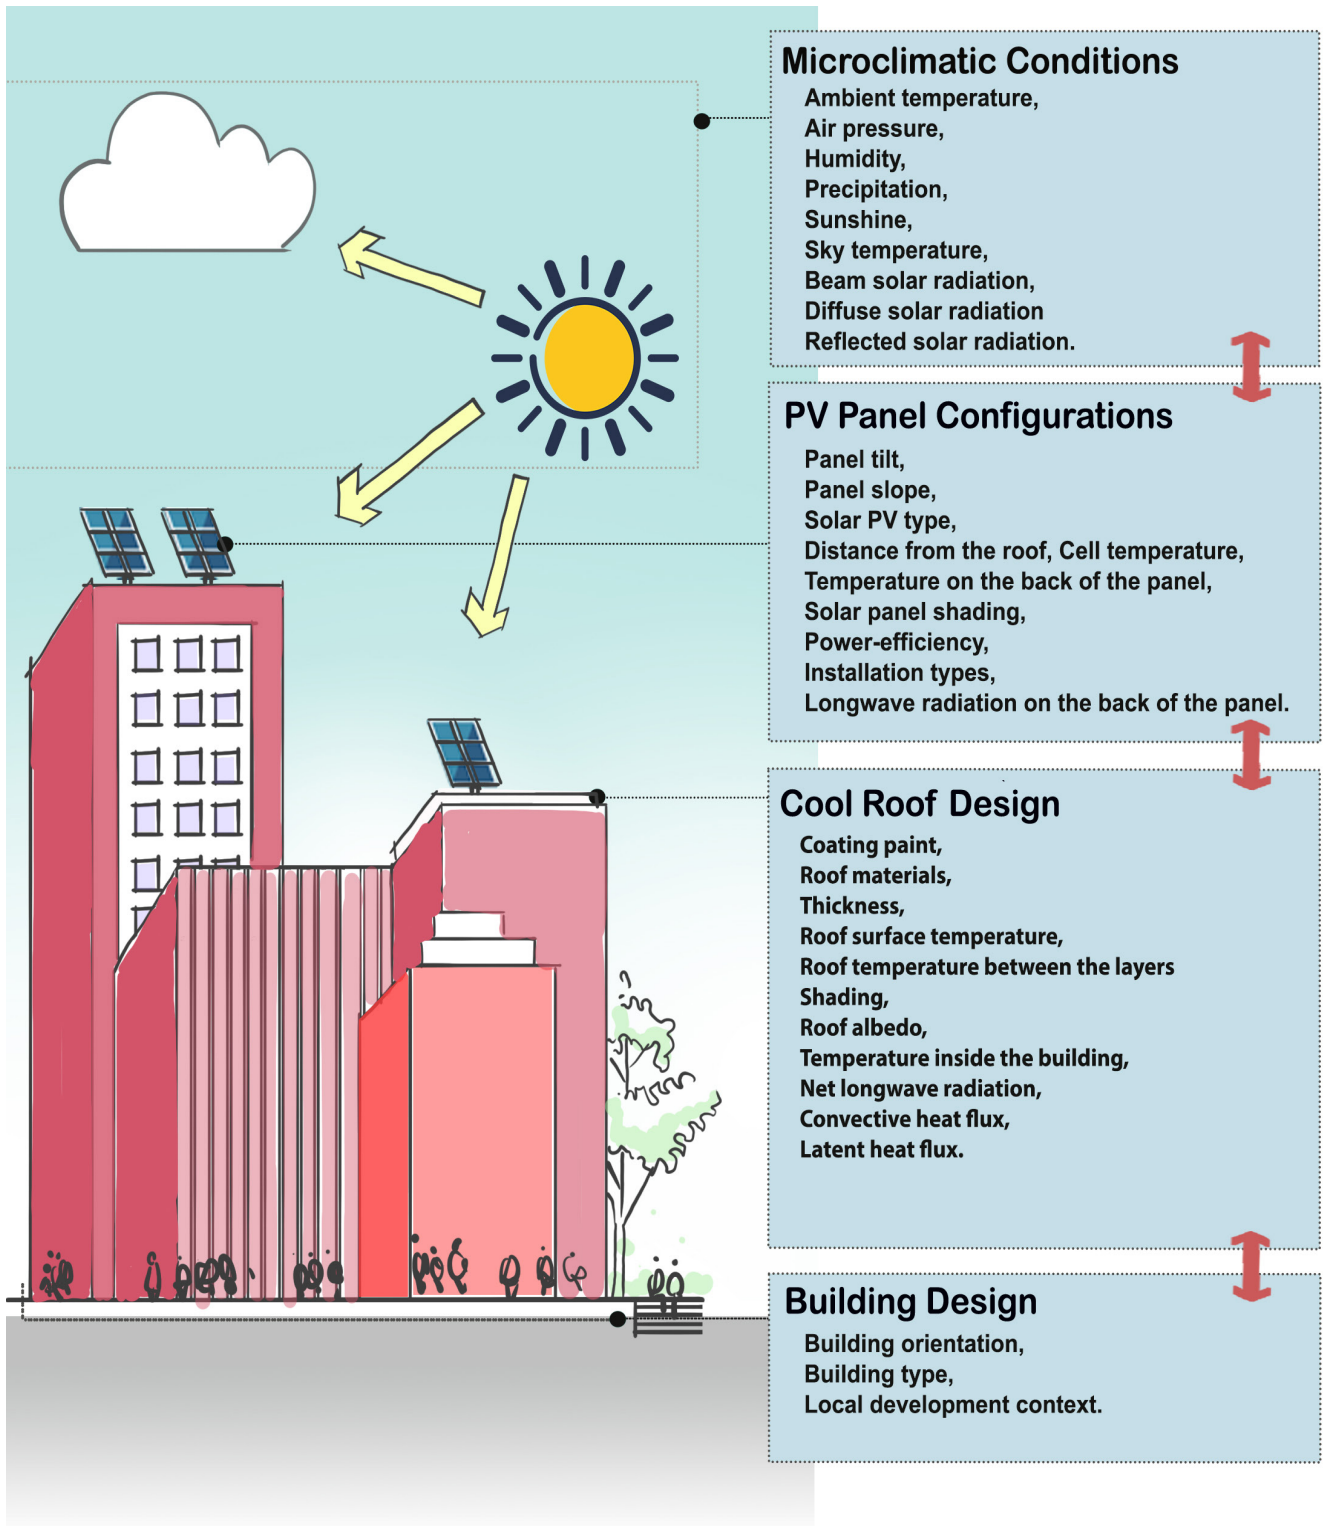 Microclimatic Conditions
Ambient temperature,
Air pressure,
Humidity,
Precipitation,
Sunshine,
Sky temperature,
Beam solar radiation,
Diffuse solar radiation
Reflected solar radiation.
PV Panel Configurations
Panel tilt,
Panel slope,
Solar PV type,
Distance from the roof, Cell temperature,
Temperature on the back of the panel,
Solar panel shading,
Power-efficiency,
Installation types,
Longwave radiation on the back of the panel.
Cool Roof Design
Coating paint,
Roof materials,
Thickness,
Roof surface temperature,
Roof temperature between the layers
Shading,
Roof albedo,
Temperature inside the building,
Net longwave radiation,
Convective heat flux,
Latent heat flux.
Building Design
Building orientation,
Building type,
Local development context.